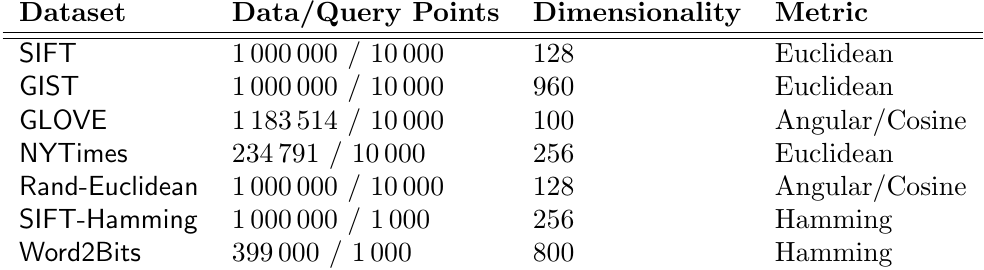 Dataset Data/Query Points Dimensionality Metric
SIFT 1 000 000 / 10 000 128 Euclidean
GIST 1 000 000 / 10 000 960 Euclidean
GLOVE 1 183 514 / 10 000 100 Angular/Cosine
NYTimes 234 791 / 10 000 256 Euclidean
Rand-Euclidean 1 000 000 / 10 000 128 Angular/Cosine
SIFT-Hamming 1 000 000 / 1 000 256 Hamming
Word2Bits 399 000 / 1 000 800 Hamming